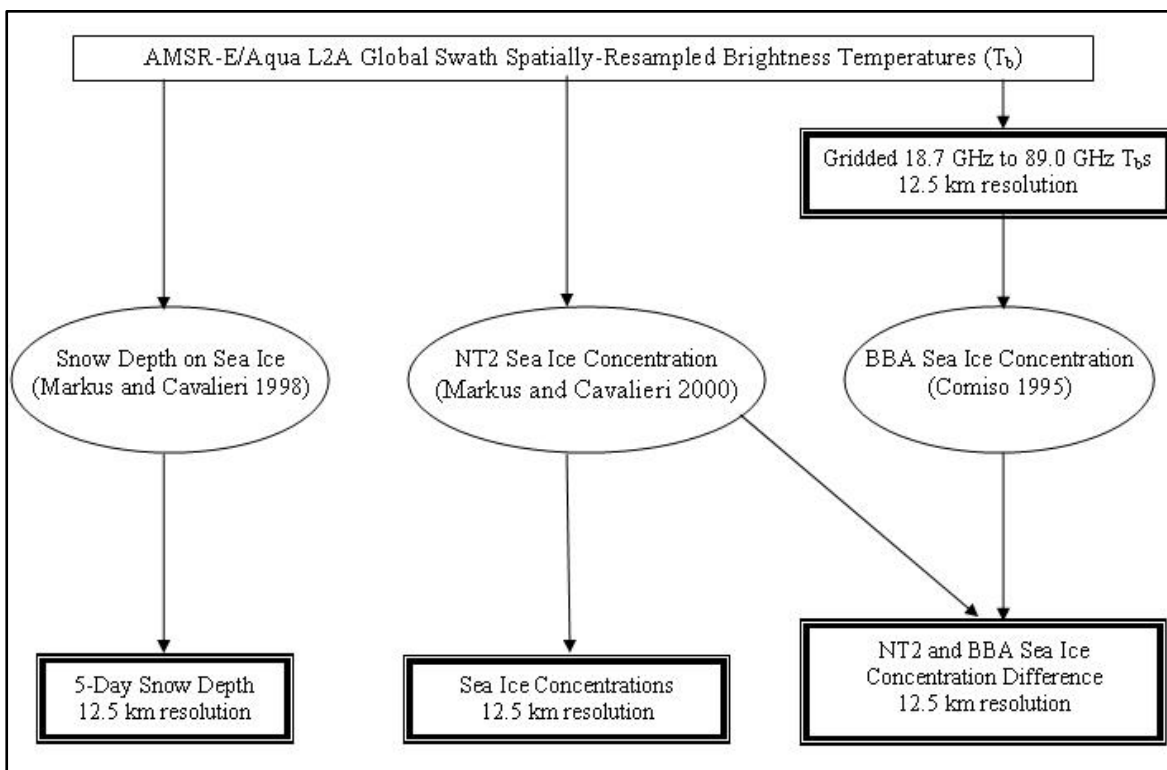 AMSR-E/Aqua L2A Global Swath Spatially-Resampled Brightness Temperatures (Tb)
Gridded 18.7 GHz to 89.0 GHz Tbs
12.5 km resolution
Snow Depth on Sea Ice
(Markus and Cavalieri 1998)
NT2 Sea Ice Concentration
(Markus and Cavalieri 2000)
BBA Sea Ice Concentration
(Comiso 1995)
5-Day Snow Depth
12.5 km resolution
Sea Ice Concentrations
12.5 km resolution
NT2 and BBA Sea Ice
Concentration Difference
12.5 km resolution